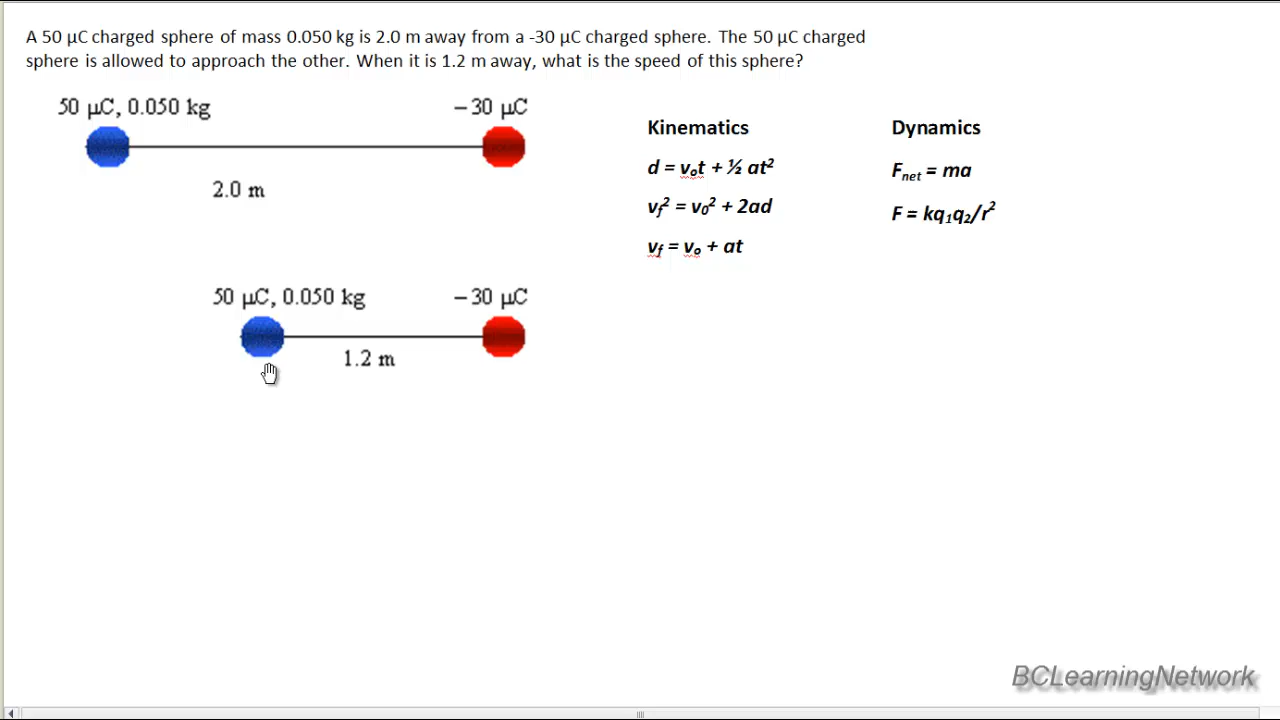 A 50 µC charged sphere of mass 0.050 kg is 2.0 m away from a -30 µC charged sphere. The 50 µC charged
sphere is allowed to approach the other. When it is 1.2 m away, what is the speed of this sphere?
50 µC, 0.050 kg
– 30 µC
2.0 m
50 µC, 0.050 kg
– 30 µC
1.2 m
Kinematics
d = vₒt + ½ at²
v_f² = v₀² + 2ad
v_f = vₒ + at
Dynamics
F_net = ma
F = kq₁q₂/r²
BCLearningNetwork